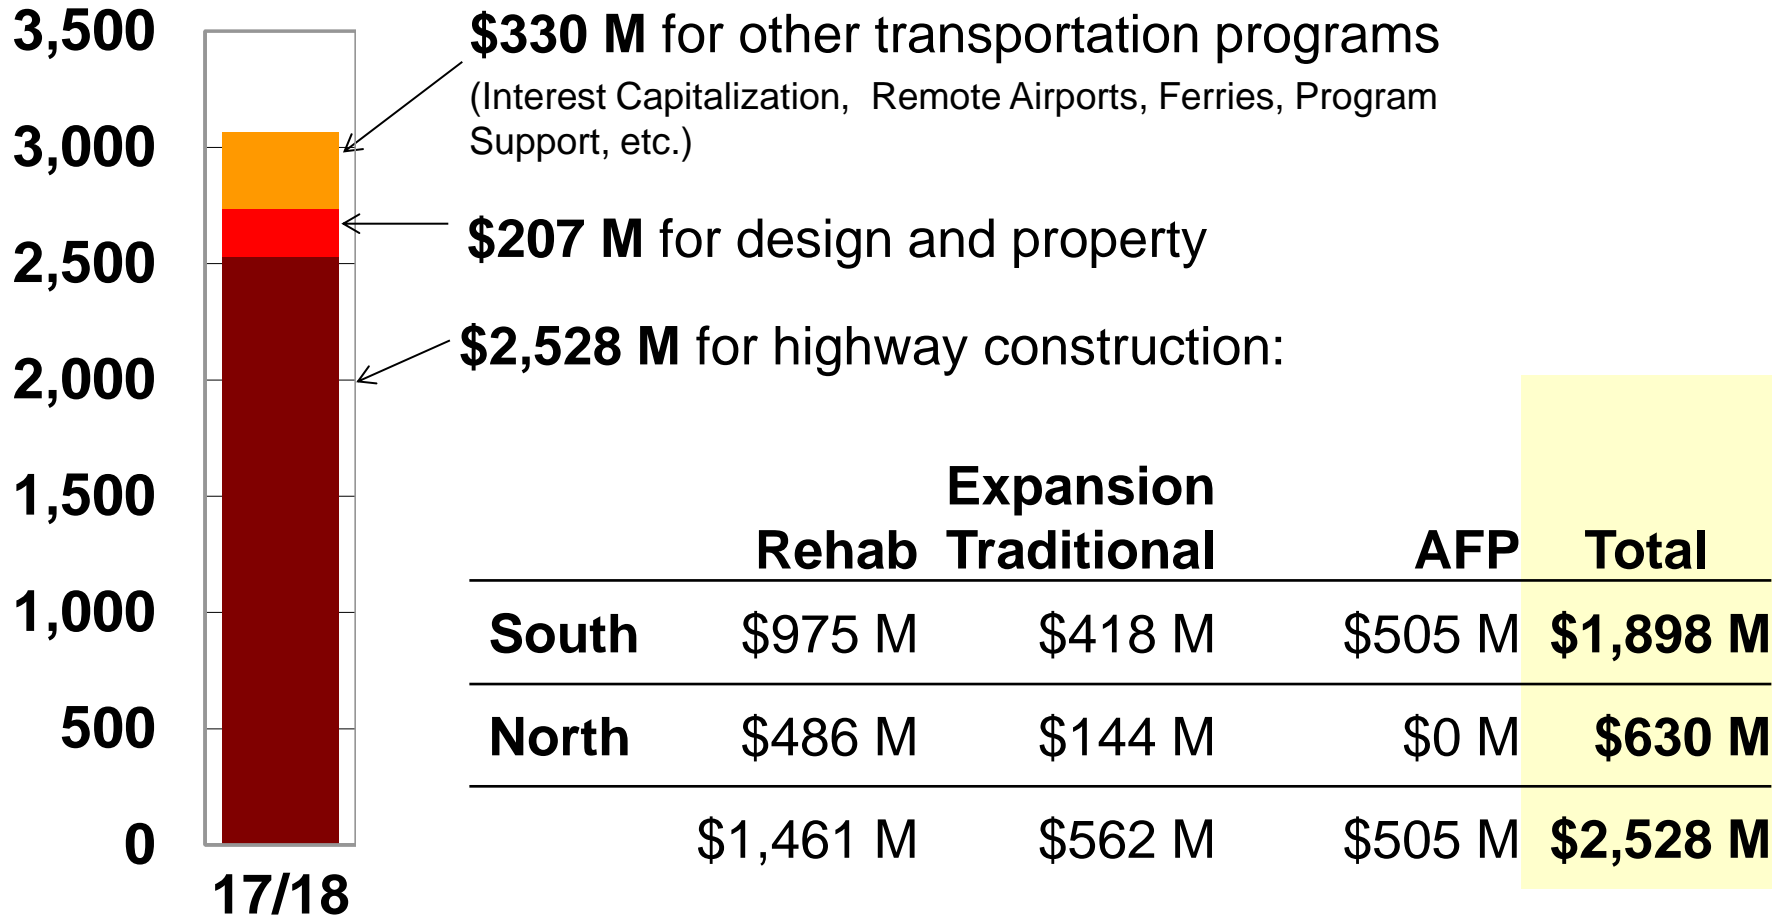 3,500
3,000
2,500
2,000
1,500
1,000
500
0
17/18
$330 M for other transportation programs
(Interest Capitalization, Remote Airports, Ferries, Program
Support, etc.)
$207 M for design and property
$2,528 M for highway construction:
Expansion
Rehab Traditional AFP Total
South $975 M $418 M $505 M $1,898 M
North $486 M $144 M $0 M $630 M
$1,461 M $562 M $505 M $2,528 M